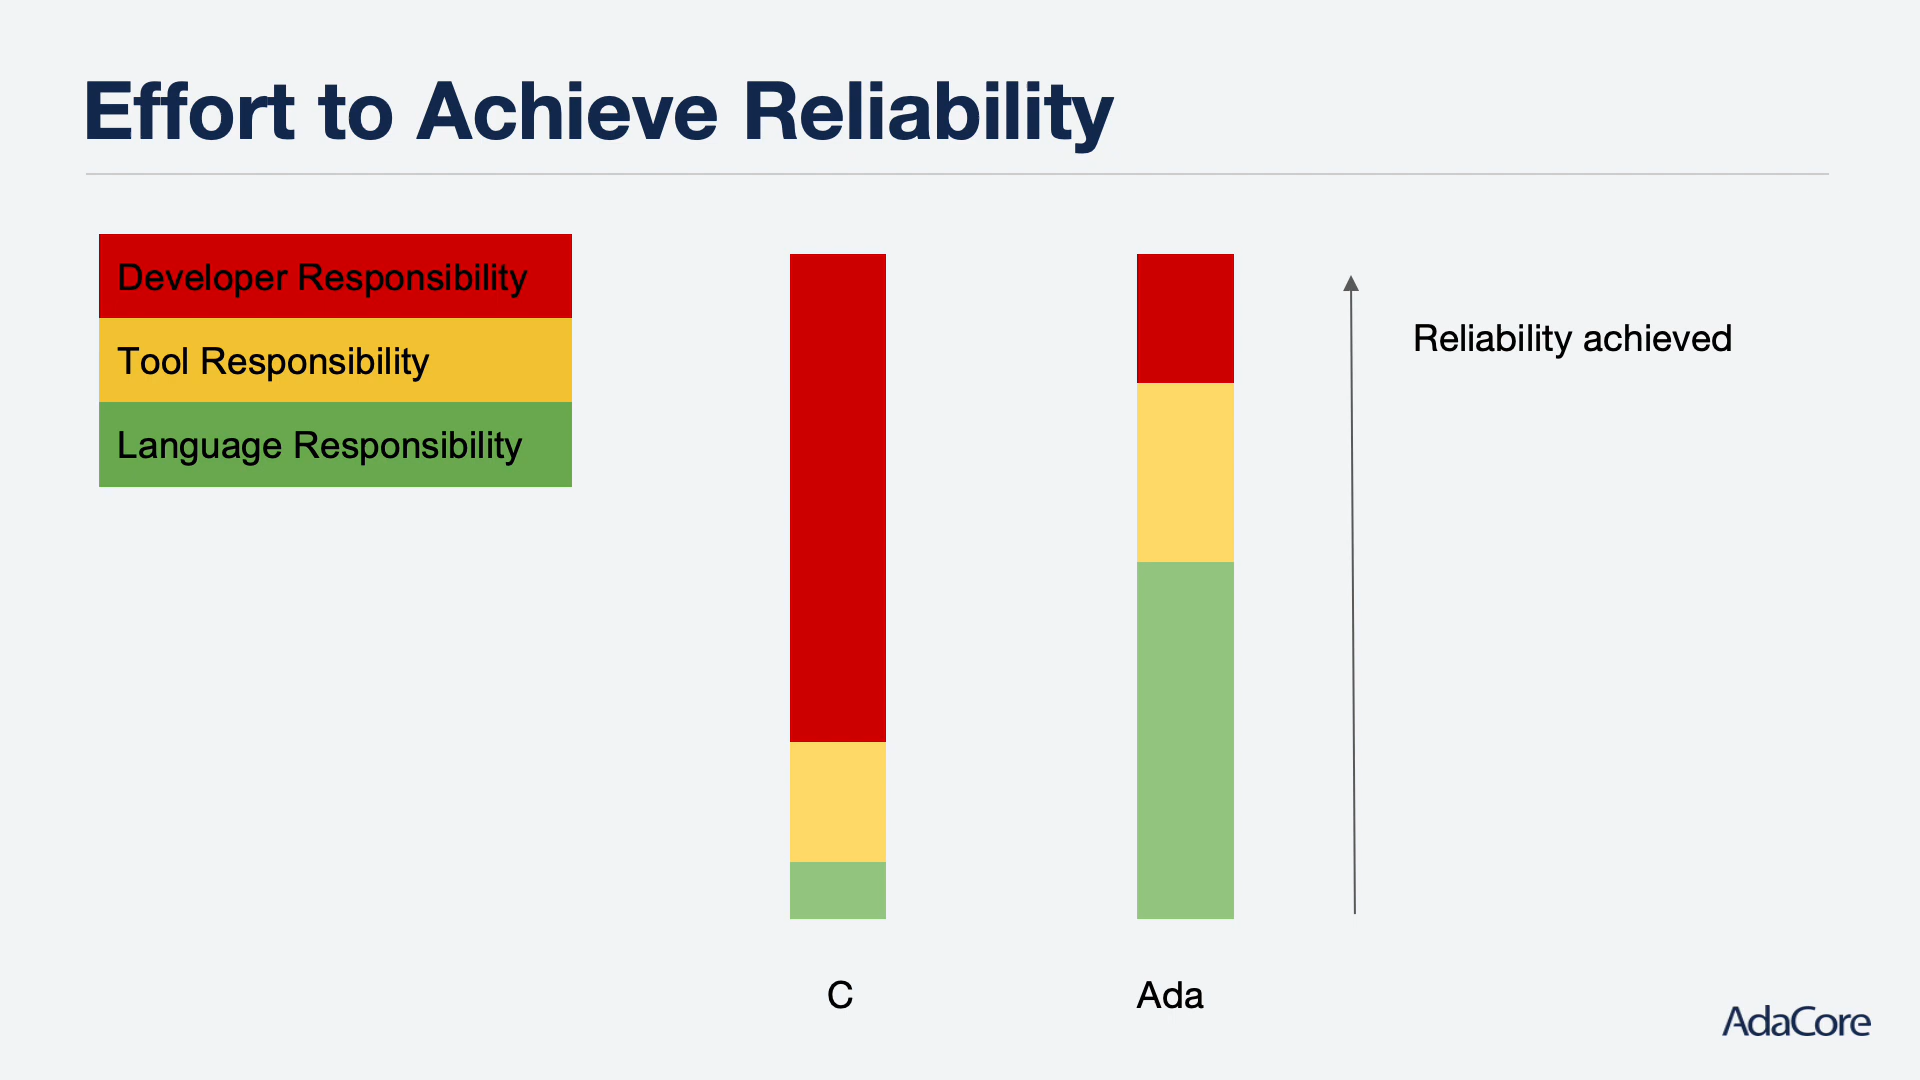 Effort to Achieve Reliability
Developer Responsibility
Tool Responsibility
Language Responsibility
Reliability achieved
C
Ada
AdaCore